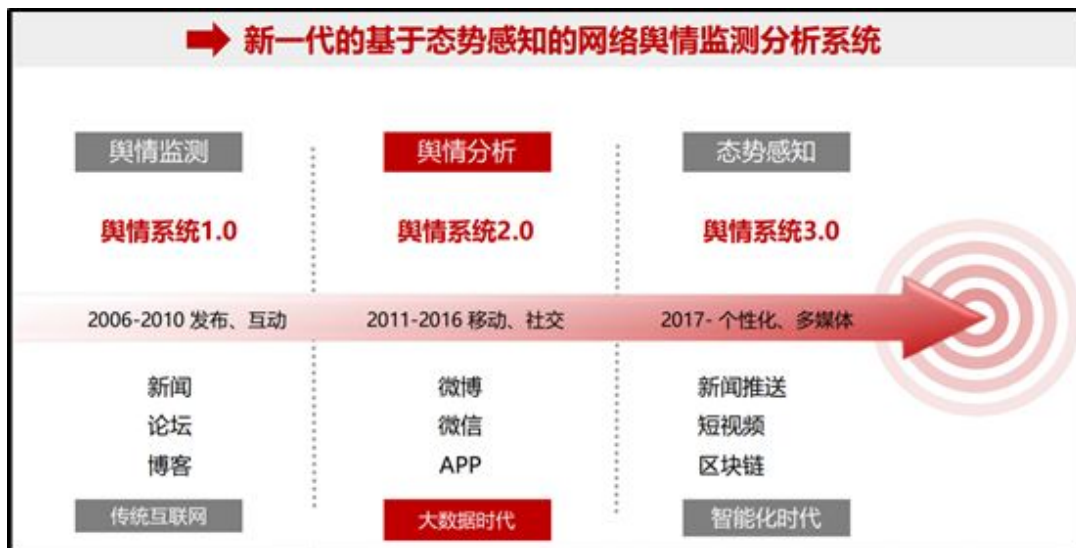 新一代的基于态势感知的网络舆情监测分析系统
舆情监测
舆情分析
态势感知
舆情系统1.0
舆情系统2.0
舆情系统3.0
2006-2010 发布、互动
2011-2016 移动、社交
2017- 个性化、多媒体
新闻
微博
新闻推送
论坛
微信
短视频
博客
APP
区块链
传统互联网
大数据时代
智能化时代